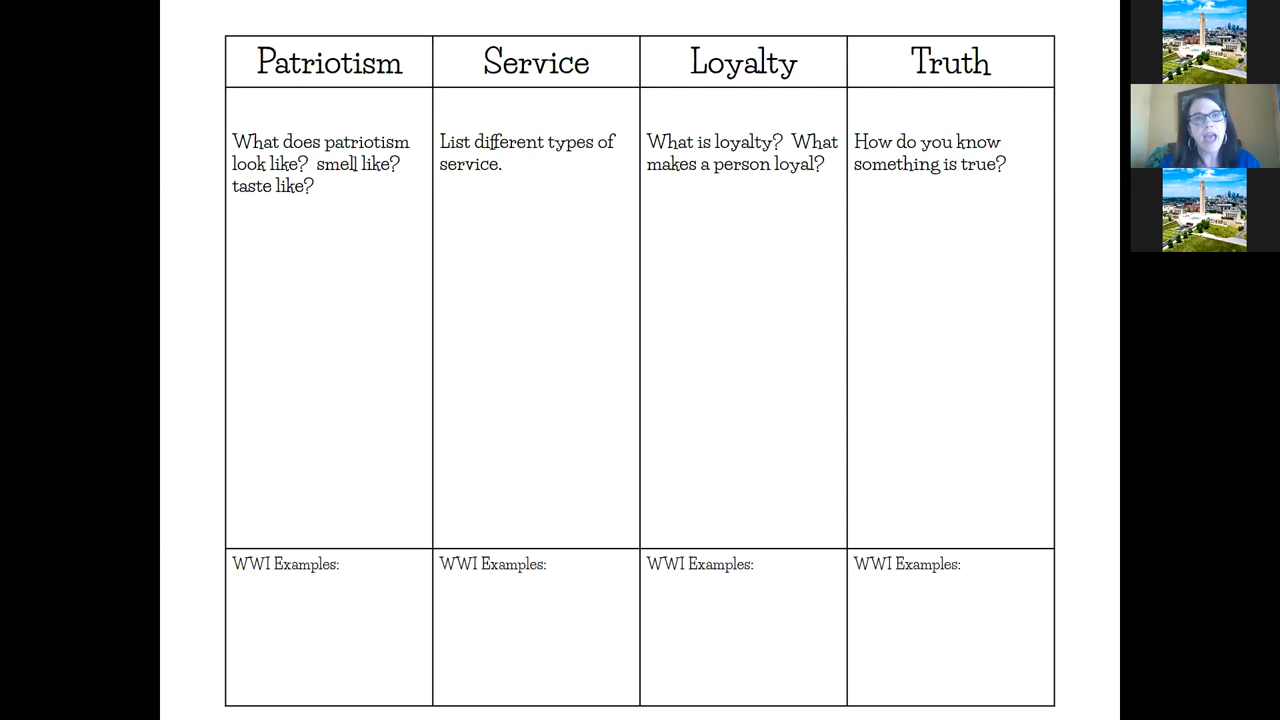 Patriotism
Service
Loyalty
Truth
What does patriotism
look like?  smell like?
taste like?
List different types of
service.
What is loyalty?  What
makes a person loyal?
How do you know
something is true?
WWI Examples:
WWI Examples:
WWI Examples:
WWI Examples: